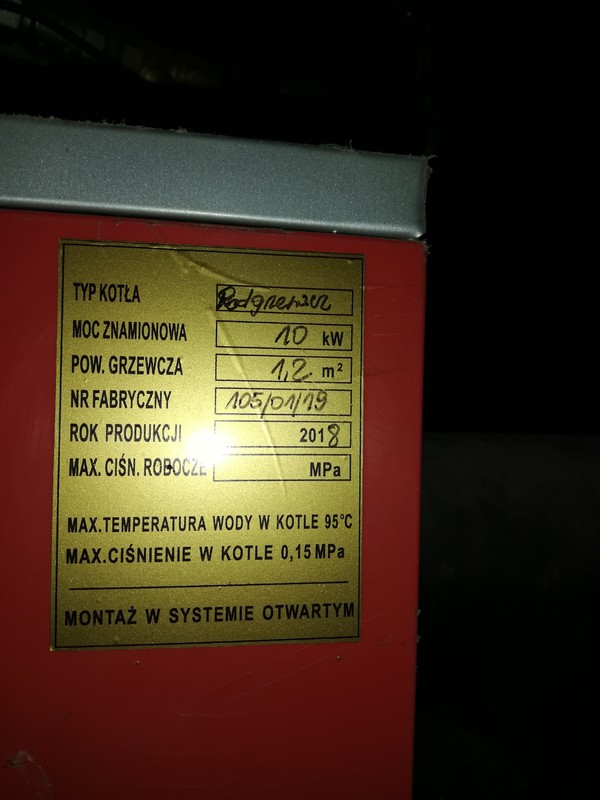 TYP KOTŁA Podgrzewacz
MOC ZNAMIONOWA 10 kW
POW. GRZEWCZA 1,2 m²
NR FABRYCZNY 105/01/19
ROK PRODUKCJI 2018
MAX. CIŚN. ROBOCZE MPa
MAX.TEMPERATURA WODY W KOTLE 95°C
MAX.CIŚNIENIE W KOTLE 0,15 MPa
MONTAŻ W SYSTEMIE OTWARTYM